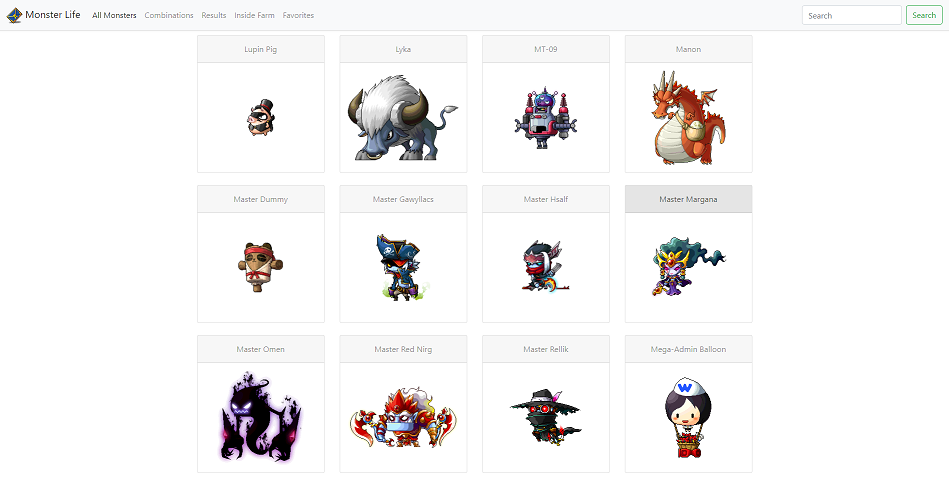 Monster Life All Monsters Combinations Results Inside Farm Favorites Search Search
Lupin Pig Lyka MT-09 Manon
Master Dummy Master Gawyllacs Master Hsalf Master Margana
Master Omen Master Red Nirg Master Rellik Mega-Admin Balloon
W